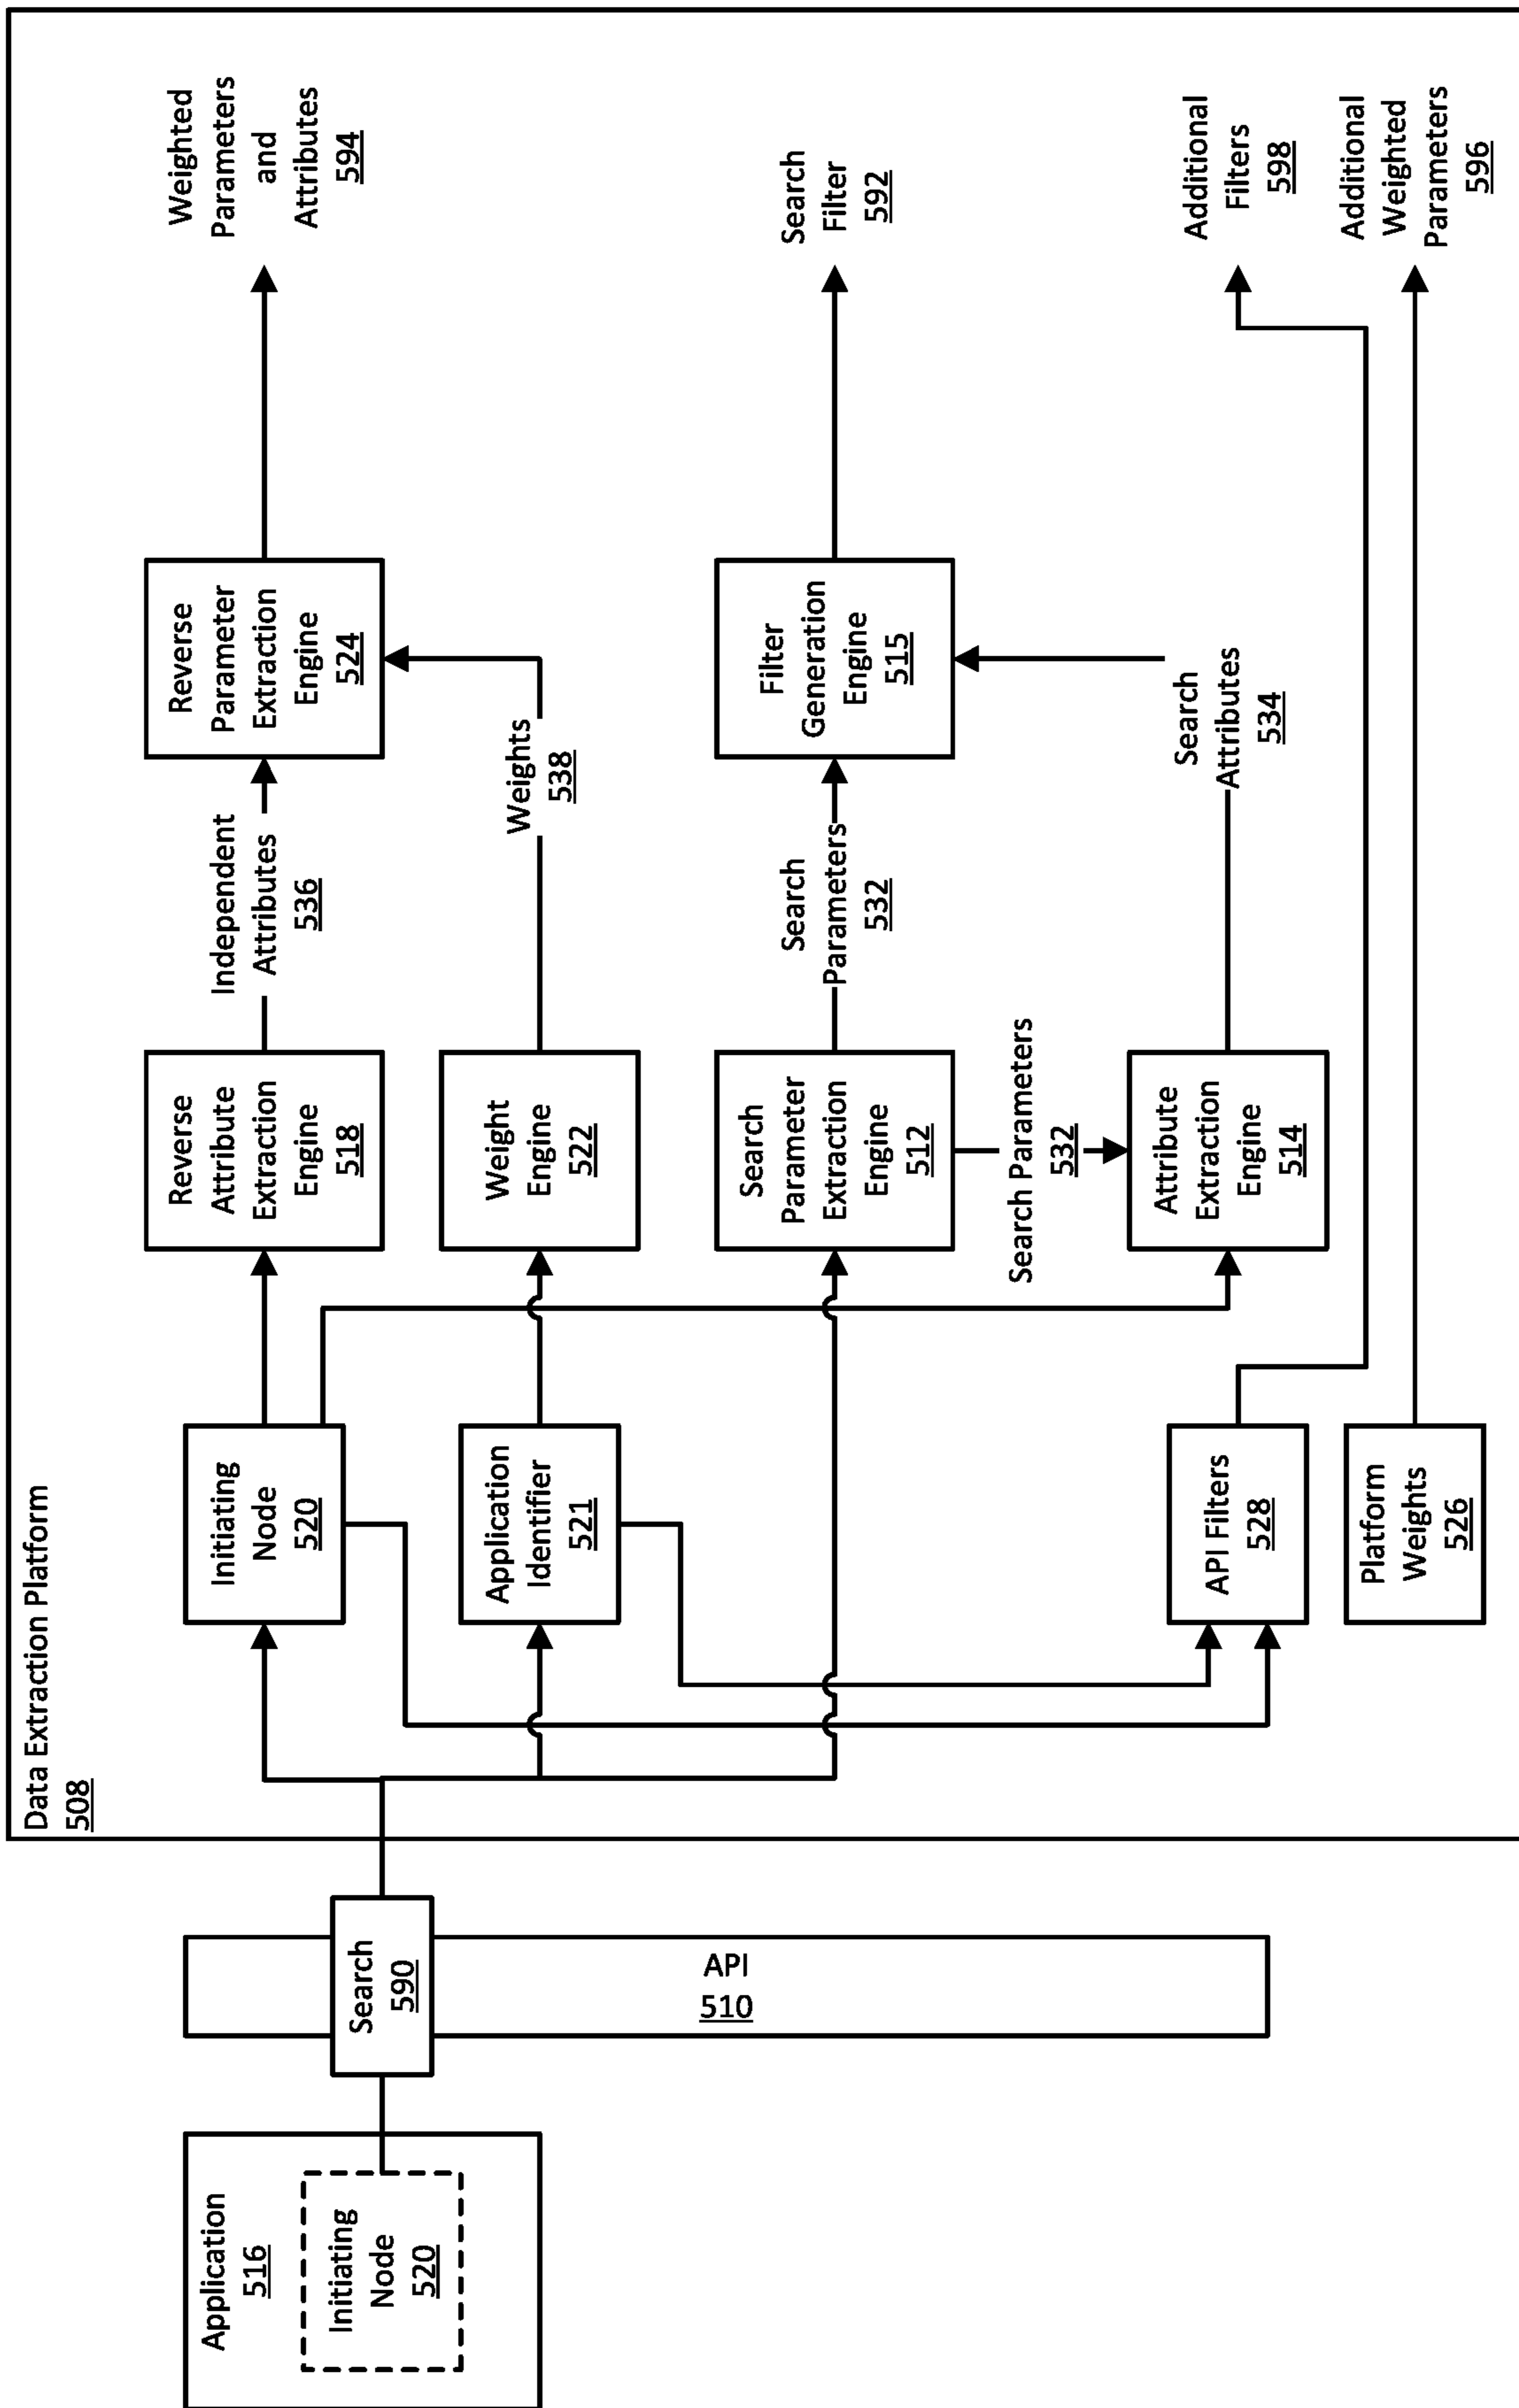 Data Extraction Platform
508
Application
516
Initiating
Node
520
Search
590
API
510
Initiating
Node
520
Application
Identifier
521
API Filters
528
Platform
Weights
526
Reverse
Attribute
Extraction
Engine
518
Weight
Engine
522
Search
Parameter
Extraction
Engine
512
Search Parameters
532
Attribute
Extraction
Engine
514
Independent
Attributes
536
Weights
538
Search
Parameters
532
Search
Attributes
534
Reverse
Parameter
Extraction
Engine
524
Filter
Generation
Engine
515
Weighted
Parameters
and
Attributes
594
Search
Filter
592
Additional
Filters
598
Additional
Weighted
Parameters
596